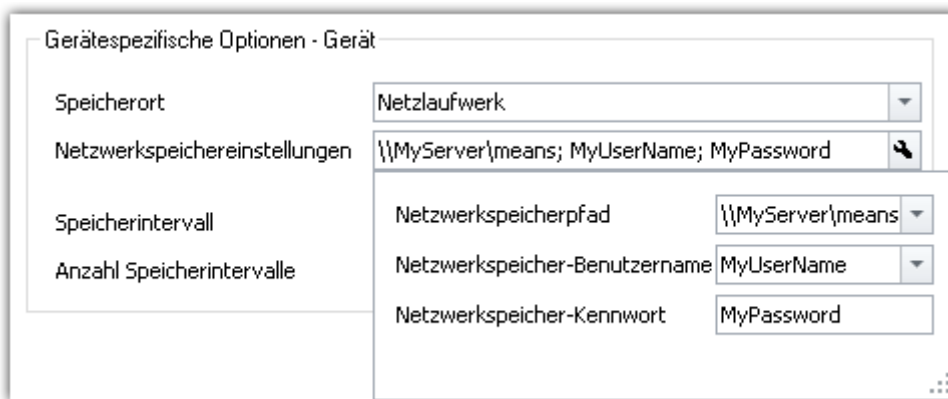 Gerätespezifische Optionen - Gerät
Speicherort Netzlaufwerk
Netzwerkspeichereinstellungen \\MyServer\means; MyUserName; MyPassword
Speicherintervall
Anzahl Speicherintervalle
Netzwerkspeicherpfad \\MyServer\means
Netzwerkspeicher-Benutzername MyUserName
Netzwerkspeicher-Kennwort MyPassword